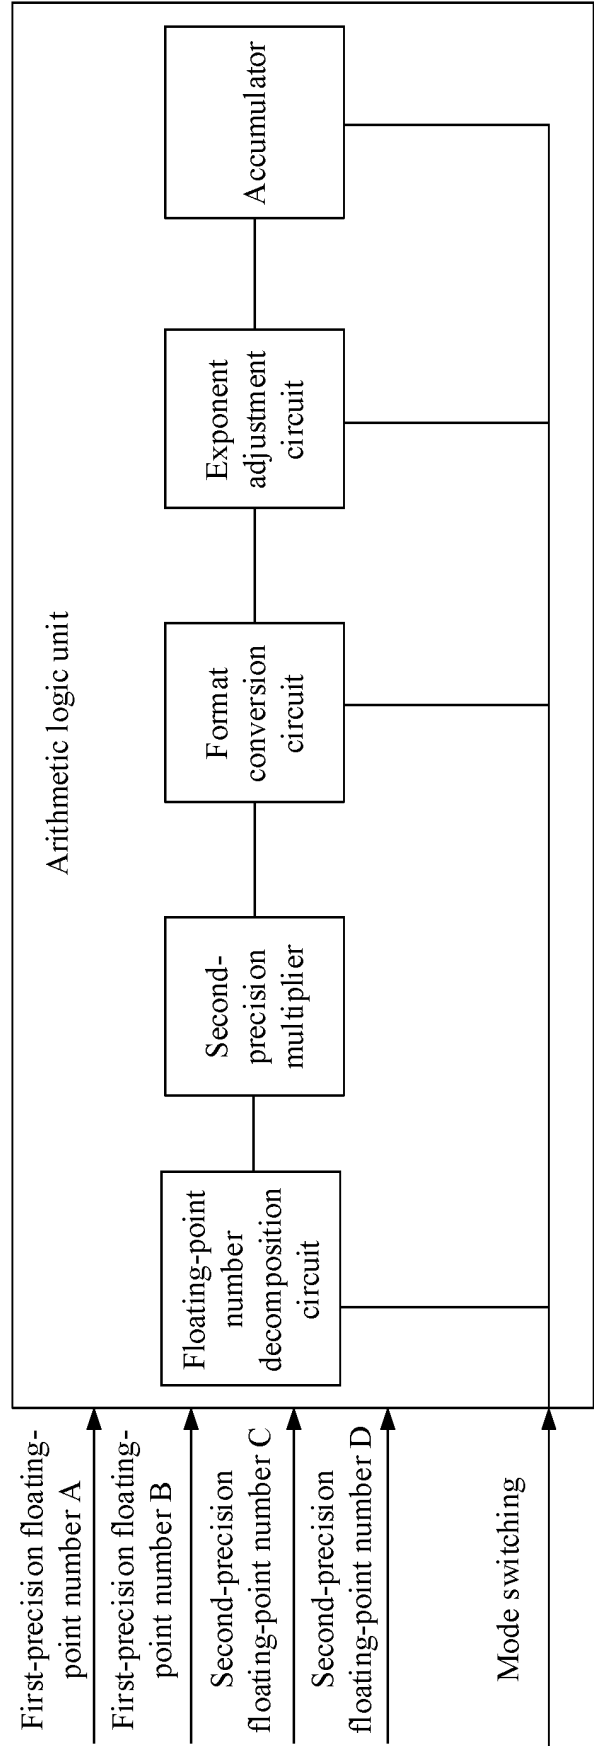 Arithmetic logic unit
First-precision floating-
point number A
First-precision floating-
point number B
Second-precision
floating-point number C
Second-precision
floating-point number D
Mode switching
Floating-point
number
decomposition
circuit
Second-
precision
multiplier
Format
conversion
circuit
Exponent
adjustment
circuit
Accumulator